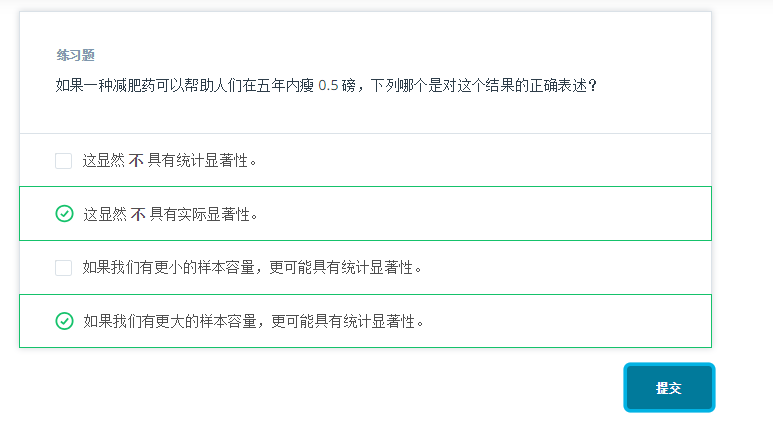 练习题
如果一种减肥药可以帮助人们在五年内瘦 0.5 磅，下列哪个是对这个结果的正确表述？
这显然 不 具有统计显著性。
这显然 不 具有实际显著性。
如果我们有更小的样本容量，更可能具有统计显著性。
如果我们有更大的样本容量，更可能具有统计显著性。
提交